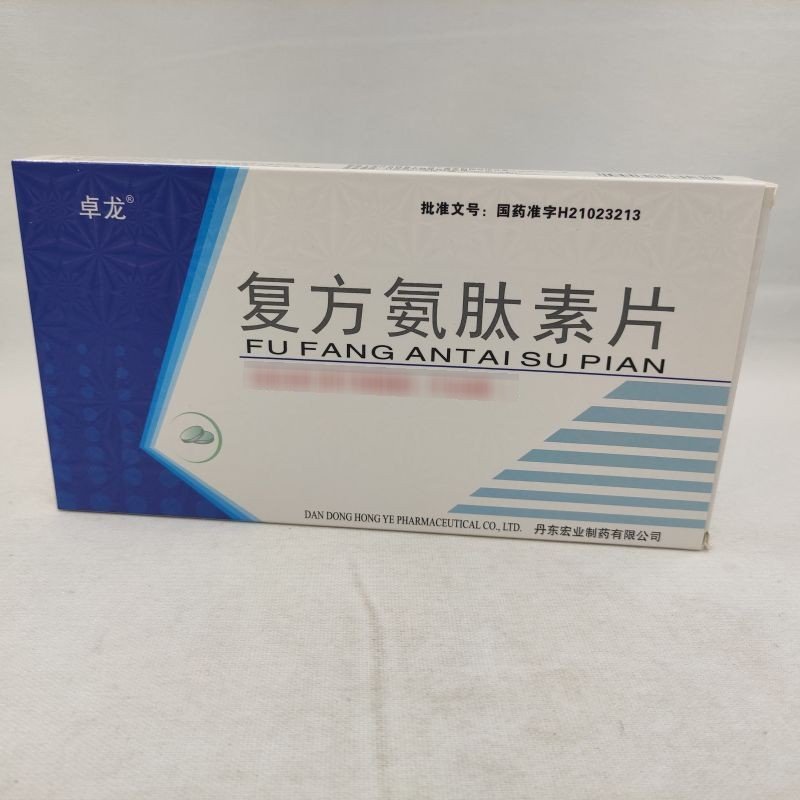 卓龙®
批准文号：国药准字H21023213
复方氨肽素片
FU FANG ANTAI SU PIAN
DAN DONG HONG YE PHARMACEUTICAL CO., LTD. 丹东宏业制药有限公司